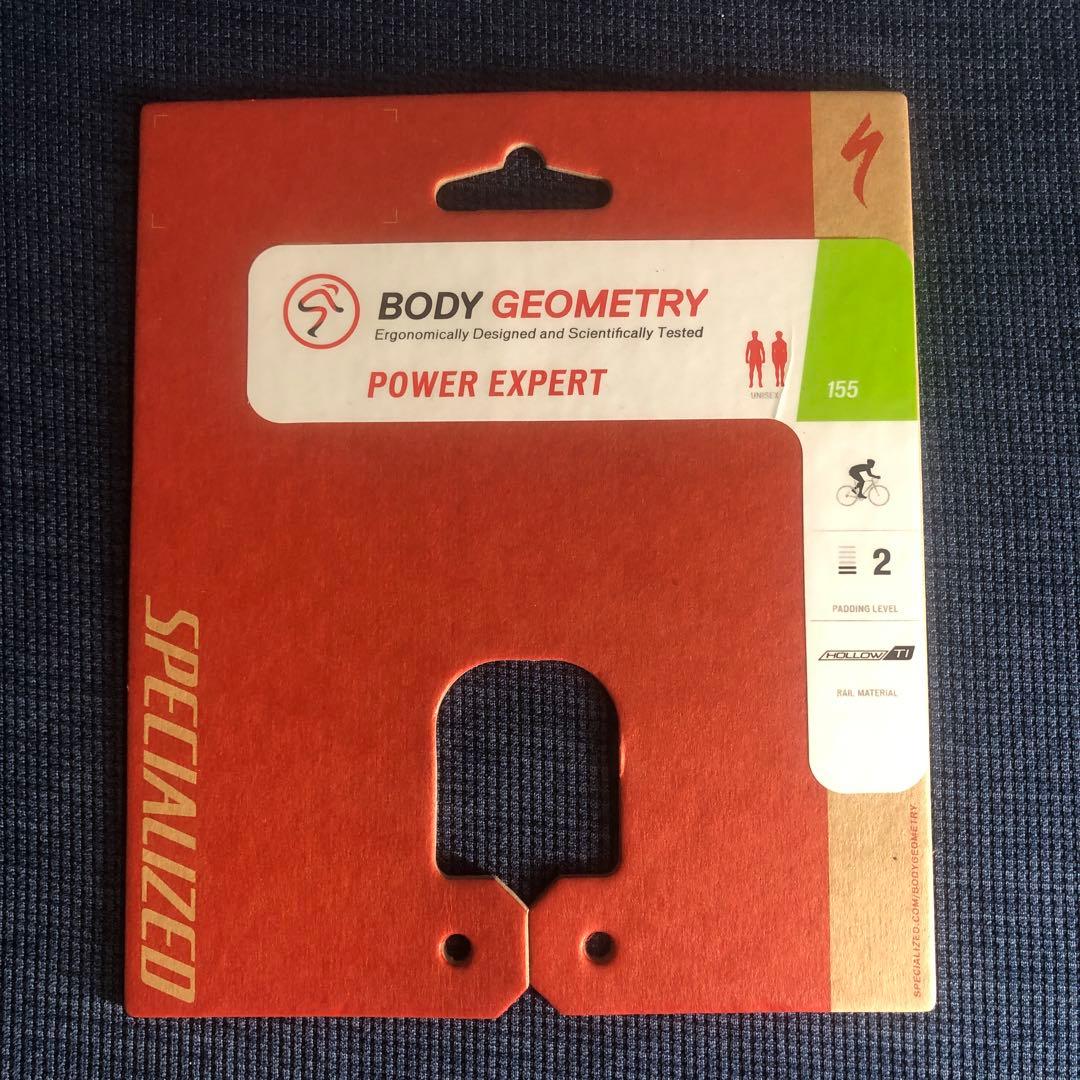 BODY GEOMETRY
Ergonomically Designed and Scientifically Tested
POWER EXPERT
UNISEX
155
2
PADDING LEVEL
HOLLOW TI
RAIL MATERIAL
SPECIALIZED
SPECIALIZED.COM/BODYGEOMETRY